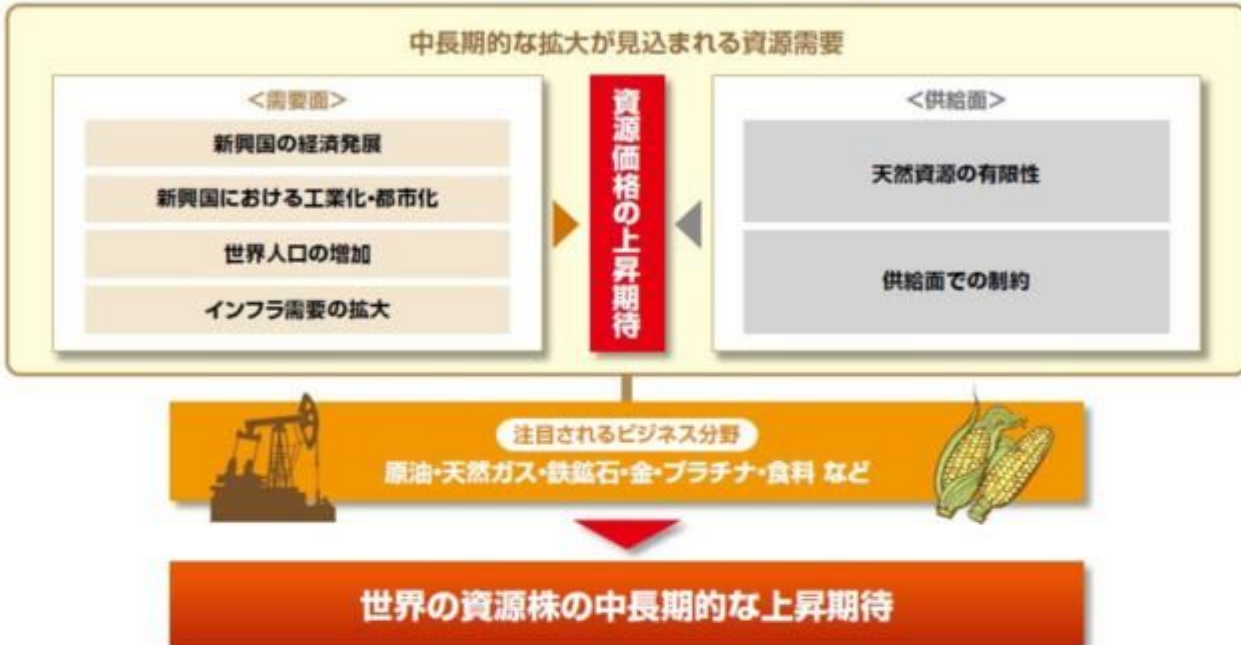 中長期的な拡大が見込まれる資源需要
＜需要面＞
新興国の経済発展
新興国における工業化・都市化
世界人口の増加
インフラ需要の拡大
資源価格の上昇期待
＜供給面＞
天然資源の有限性
供給面での制約
注目されるビジネス分野
原油・天然ガス・鉄鉱石・金・プラチナ・食料 など
世界の資源株の中長期的な上昇期待